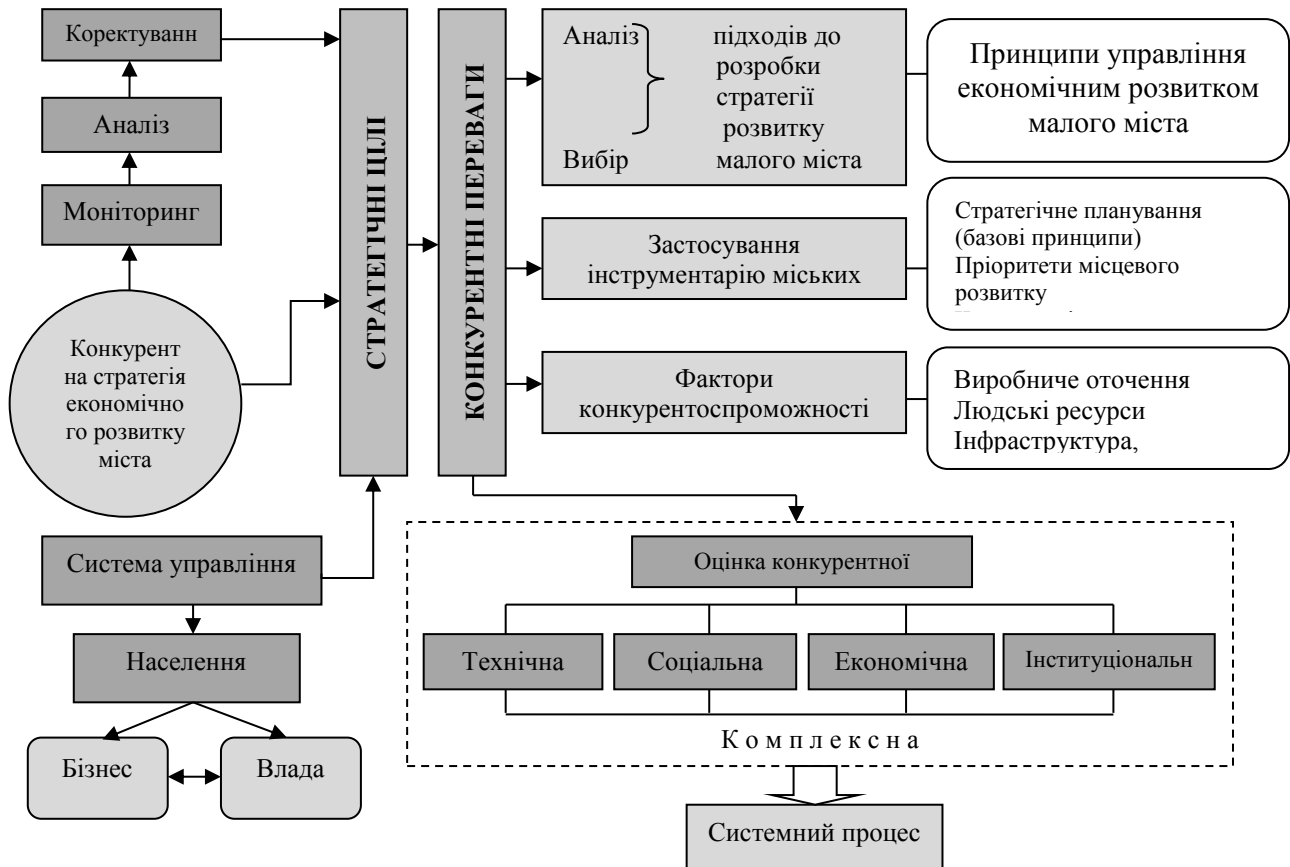 Коректуванн
Аналіз
Моніторинг
Конкурент
на стратегія
економічно
го розвитку
міста
Система управління
Населення
Бізнес
Влада
СТРАТЕГІЧНІ ЦІЛІ
КОНКУРЕНТНІ ПЕРЕВАГИ
Аналіз підходів до
розробки
стратегії
розвитку
Вибір малого міста
Принципи управління
економічним розвитком
малого міста
Застосування
інструментарію міських
Стратегічне планування
(базові принципи)
Пріоритети місцевого
розвитку
Фактори
конкурентоспроможності
Виробниче оточення
Людські ресурси
Інфраструктура,
Оцінка конкурентної
Технічна
Соціальна
Економічна
Інституціональн
К о м п л е к с н а
Системний процес